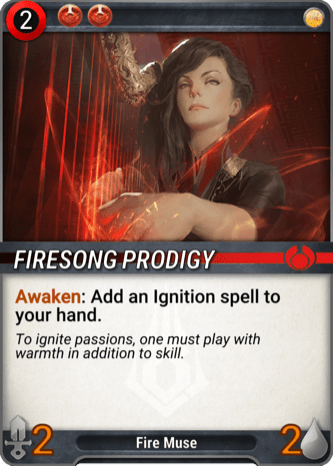 2
FIRESONG PRODIGY
Awaken: Add an Ignition spell to
your hand.
To ignite passions, one must play with
warmth in addition to skill.
2
Fire Muse
2